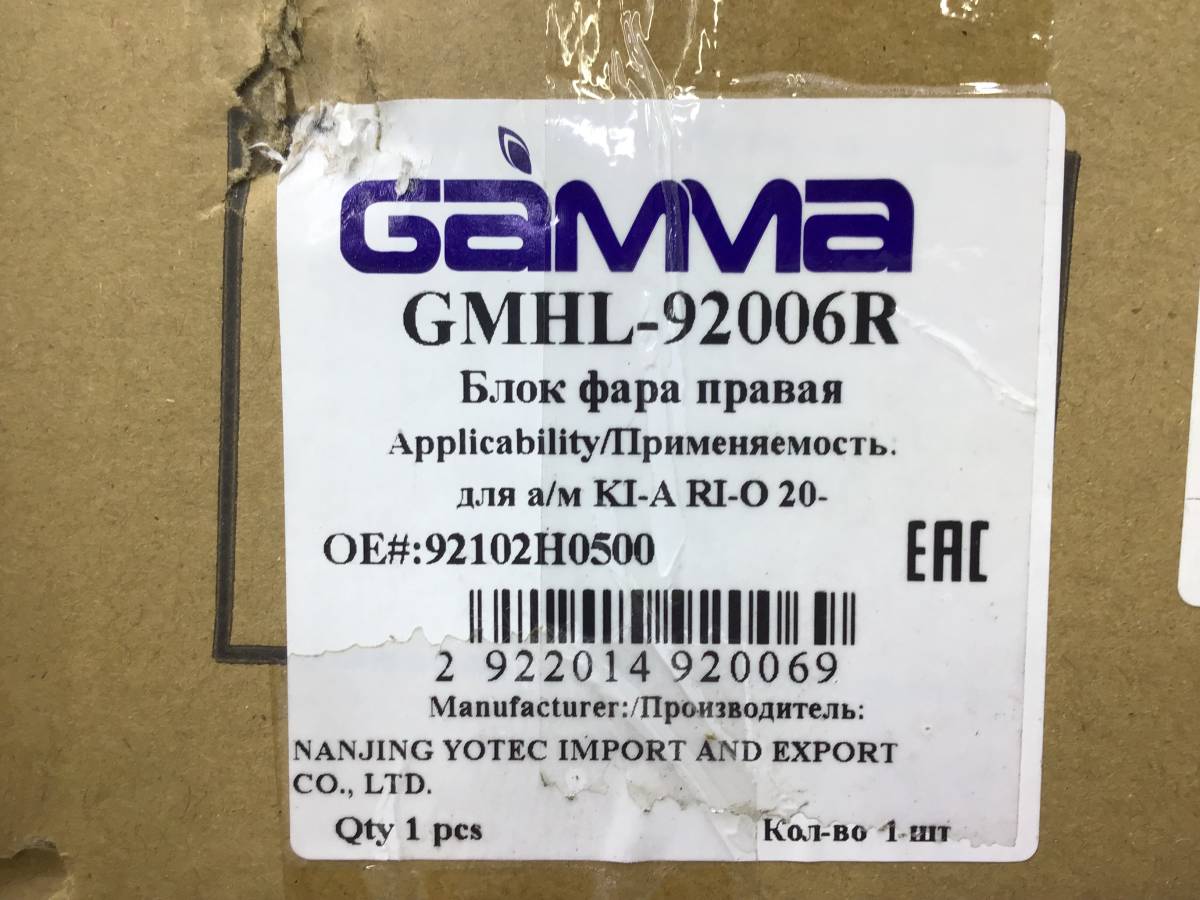 GAMMA
GMHL-92006R
Блок фара правая
Applicability/Применяемость.
для а/м KI-A RI-O 20-
OE#:92102H0500
EAC
2 922014 920069
Manufacturer:/Производитель:
NANJING YOTEC IMPORT AND EXPORT
CO., LTD.
Qty 1 pcs Кол-во 1 шт